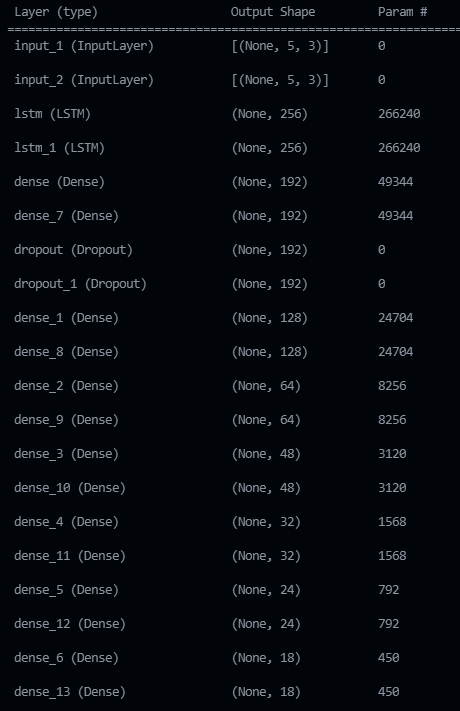 Layer (type) Output Shape Param #
==================================================================
input_1 (InputLayer) [(None, 5, 3)] 0
input_2 (InputLayer) [(None, 5, 3)] 0
lstm (LSTM) (None, 256) 266240
lstm_1 (LSTM) (None, 256) 266240
dense (Dense) (None, 192) 49344
dense_7 (Dense) (None, 192) 49344
dropout (Dropout) (None, 192) 0
dropout_1 (Dropout) (None, 192) 0
dense_1 (Dense) (None, 128) 24704
dense_8 (Dense) (None, 128) 24704
dense_2 (Dense) (None, 64) 8256
dense_9 (Dense) (None, 64) 8256
dense_3 (Dense) (None, 48) 3120
dense_10 (Dense) (None, 48) 3120
dense_4 (Dense) (None, 32) 1568
dense_11 (Dense) (None, 32) 1568
dense_5 (Dense) (None, 24) 792
dense_12 (Dense) (None, 24) 792
dense_6 (Dense) (None, 18) 450
dense_13 (Dense) (None, 18) 450